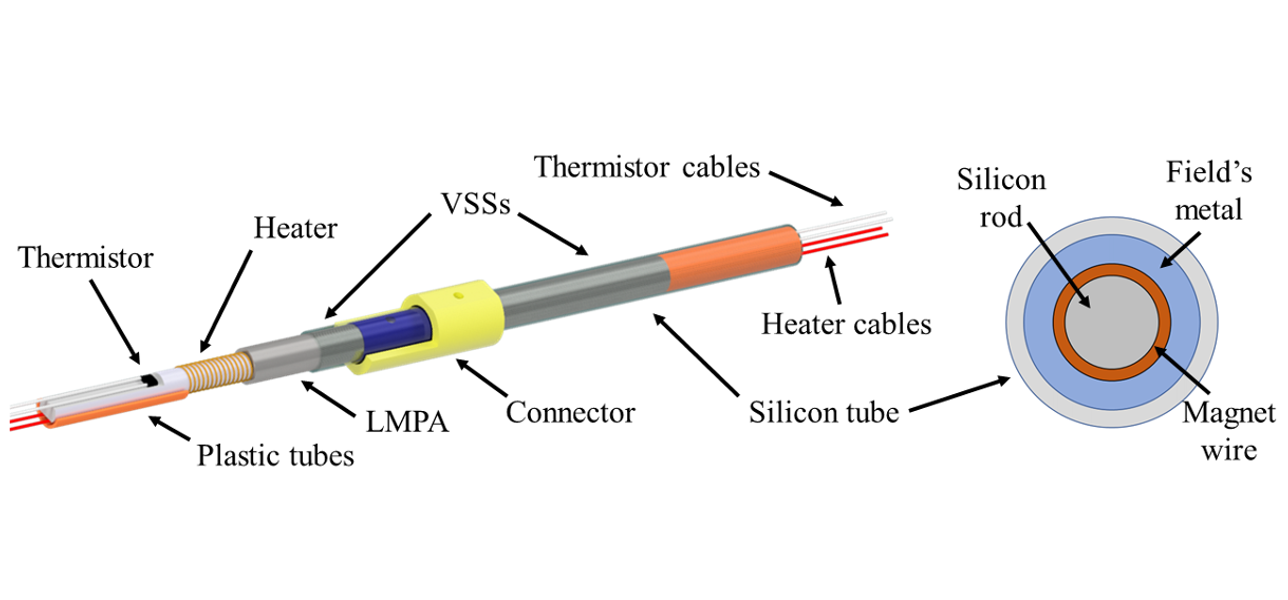 Thermistor cables
VSSs
Heater
Thermistor
Heater cables
LMPA
Connector
Silicon tube
Plastic tubes
Silicon
rod
Field’s
metal
Magnet
wire